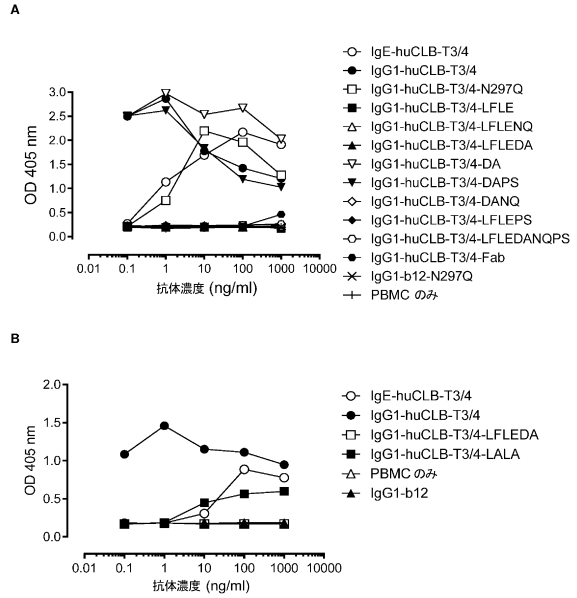 A
OD 405 nm
3.0
2.5
2.0
1.5
1.0
0.5
0.0
0.01 0.1 1 10 100 1000 10000
抗体濃度 (ng/ml)
IgE-huCLB-T3/4
IgG1-huCLB-T3/4
IgG1-huCLB-T3/4-N297Q
IgG1-huCLB-T3/4-LFLE
IgG1-huCLB-T3/4-LFLENQ
IgG1-huCLB-T3/4-LFLEDA
IgG1-huCLB-T3/4-DA
IgG1-huCLB-T3/4-DAPS
IgG1-huCLB-T3/4-DANQ
IgG1-huCLB-T3/4-LFLEPS
IgG1-huCLB-T3/4-LFLEDANQPS
IgG1-huCLB-T3/4-Fab
IgG1-b12-N297Q
PBMC のみ
B
OD 405 nm
2.0
1.5
1.0
0.5
0.0
0.01 0.1 1 10 100 1000 10000
抗体濃度 (ng/ml)
IgE-huCLB-T3/4
IgG1-huCLB-T3/4
IgG1-huCLB-T3/4-LFLEDA
IgG1-huCLB-T3/4-LALA
PBMC のみ
IgG1-b12